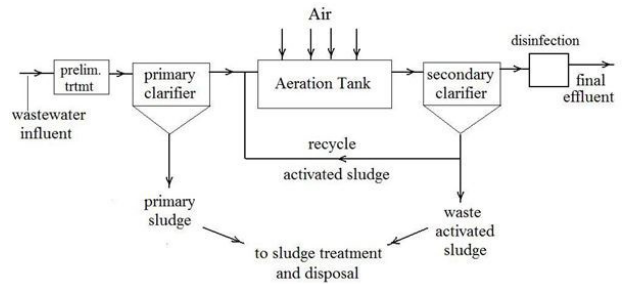 Air
disinfection
prelim.
trtmt
primary
clarifier
Aeration Tank
secondary
clarifier
final
effluent
wastewater
influent
recycle
activated sludge
primary
sludge
waste
activated
sludge
to sludge treatment
and disposal